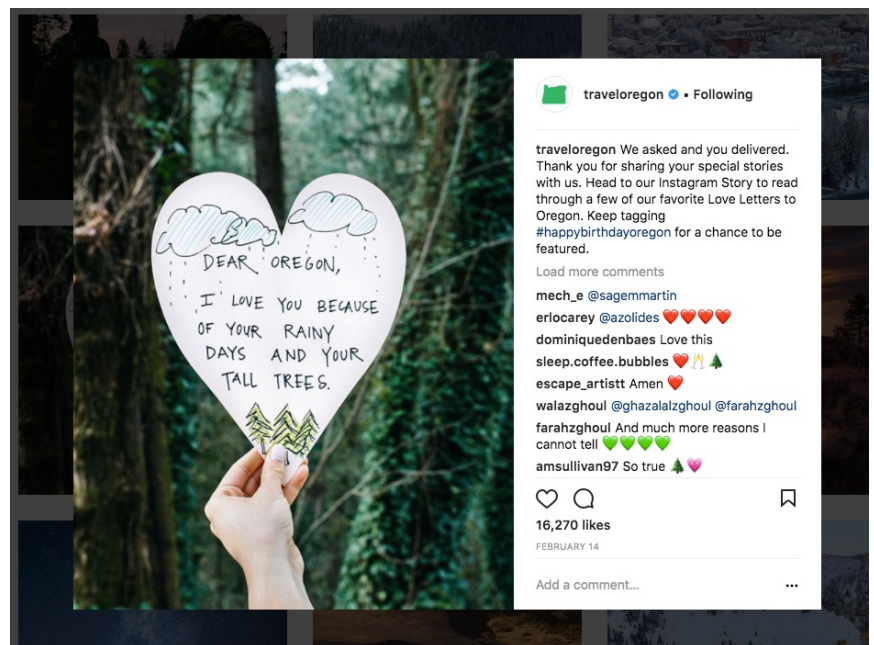 DEAR OREGON,
I LOVE YOU BECAUSE
OF YOUR RAINY
DAYS AND YOUR
TALL TREES.
traveloregon • Following
traveloregon We asked and you delivered.
Thank you for sharing your special stories
with us. Head to our Instagram Story to read
through a few of our favorite Love Letters to
Oregon. Keep tagging
#happybirthdayoregon for a chance to be
featured.
Load more comments
mech_e @sagemmartin
erlocarey @azolides ❤️❤️❤️❤️
dominiquedenbaes Love this
sleep.coffee.bubbles ❤️🥂🌲
escape_artistt Amen ❤️
walazghoul @ghazalalzghoul @farahzghoul
farahzghoul And much more reasons I
cannot tell 💚💚💚💚
amsullivan97 So true 🌲💗
16,270 likes
FEBRUARY 14
Add a comment...